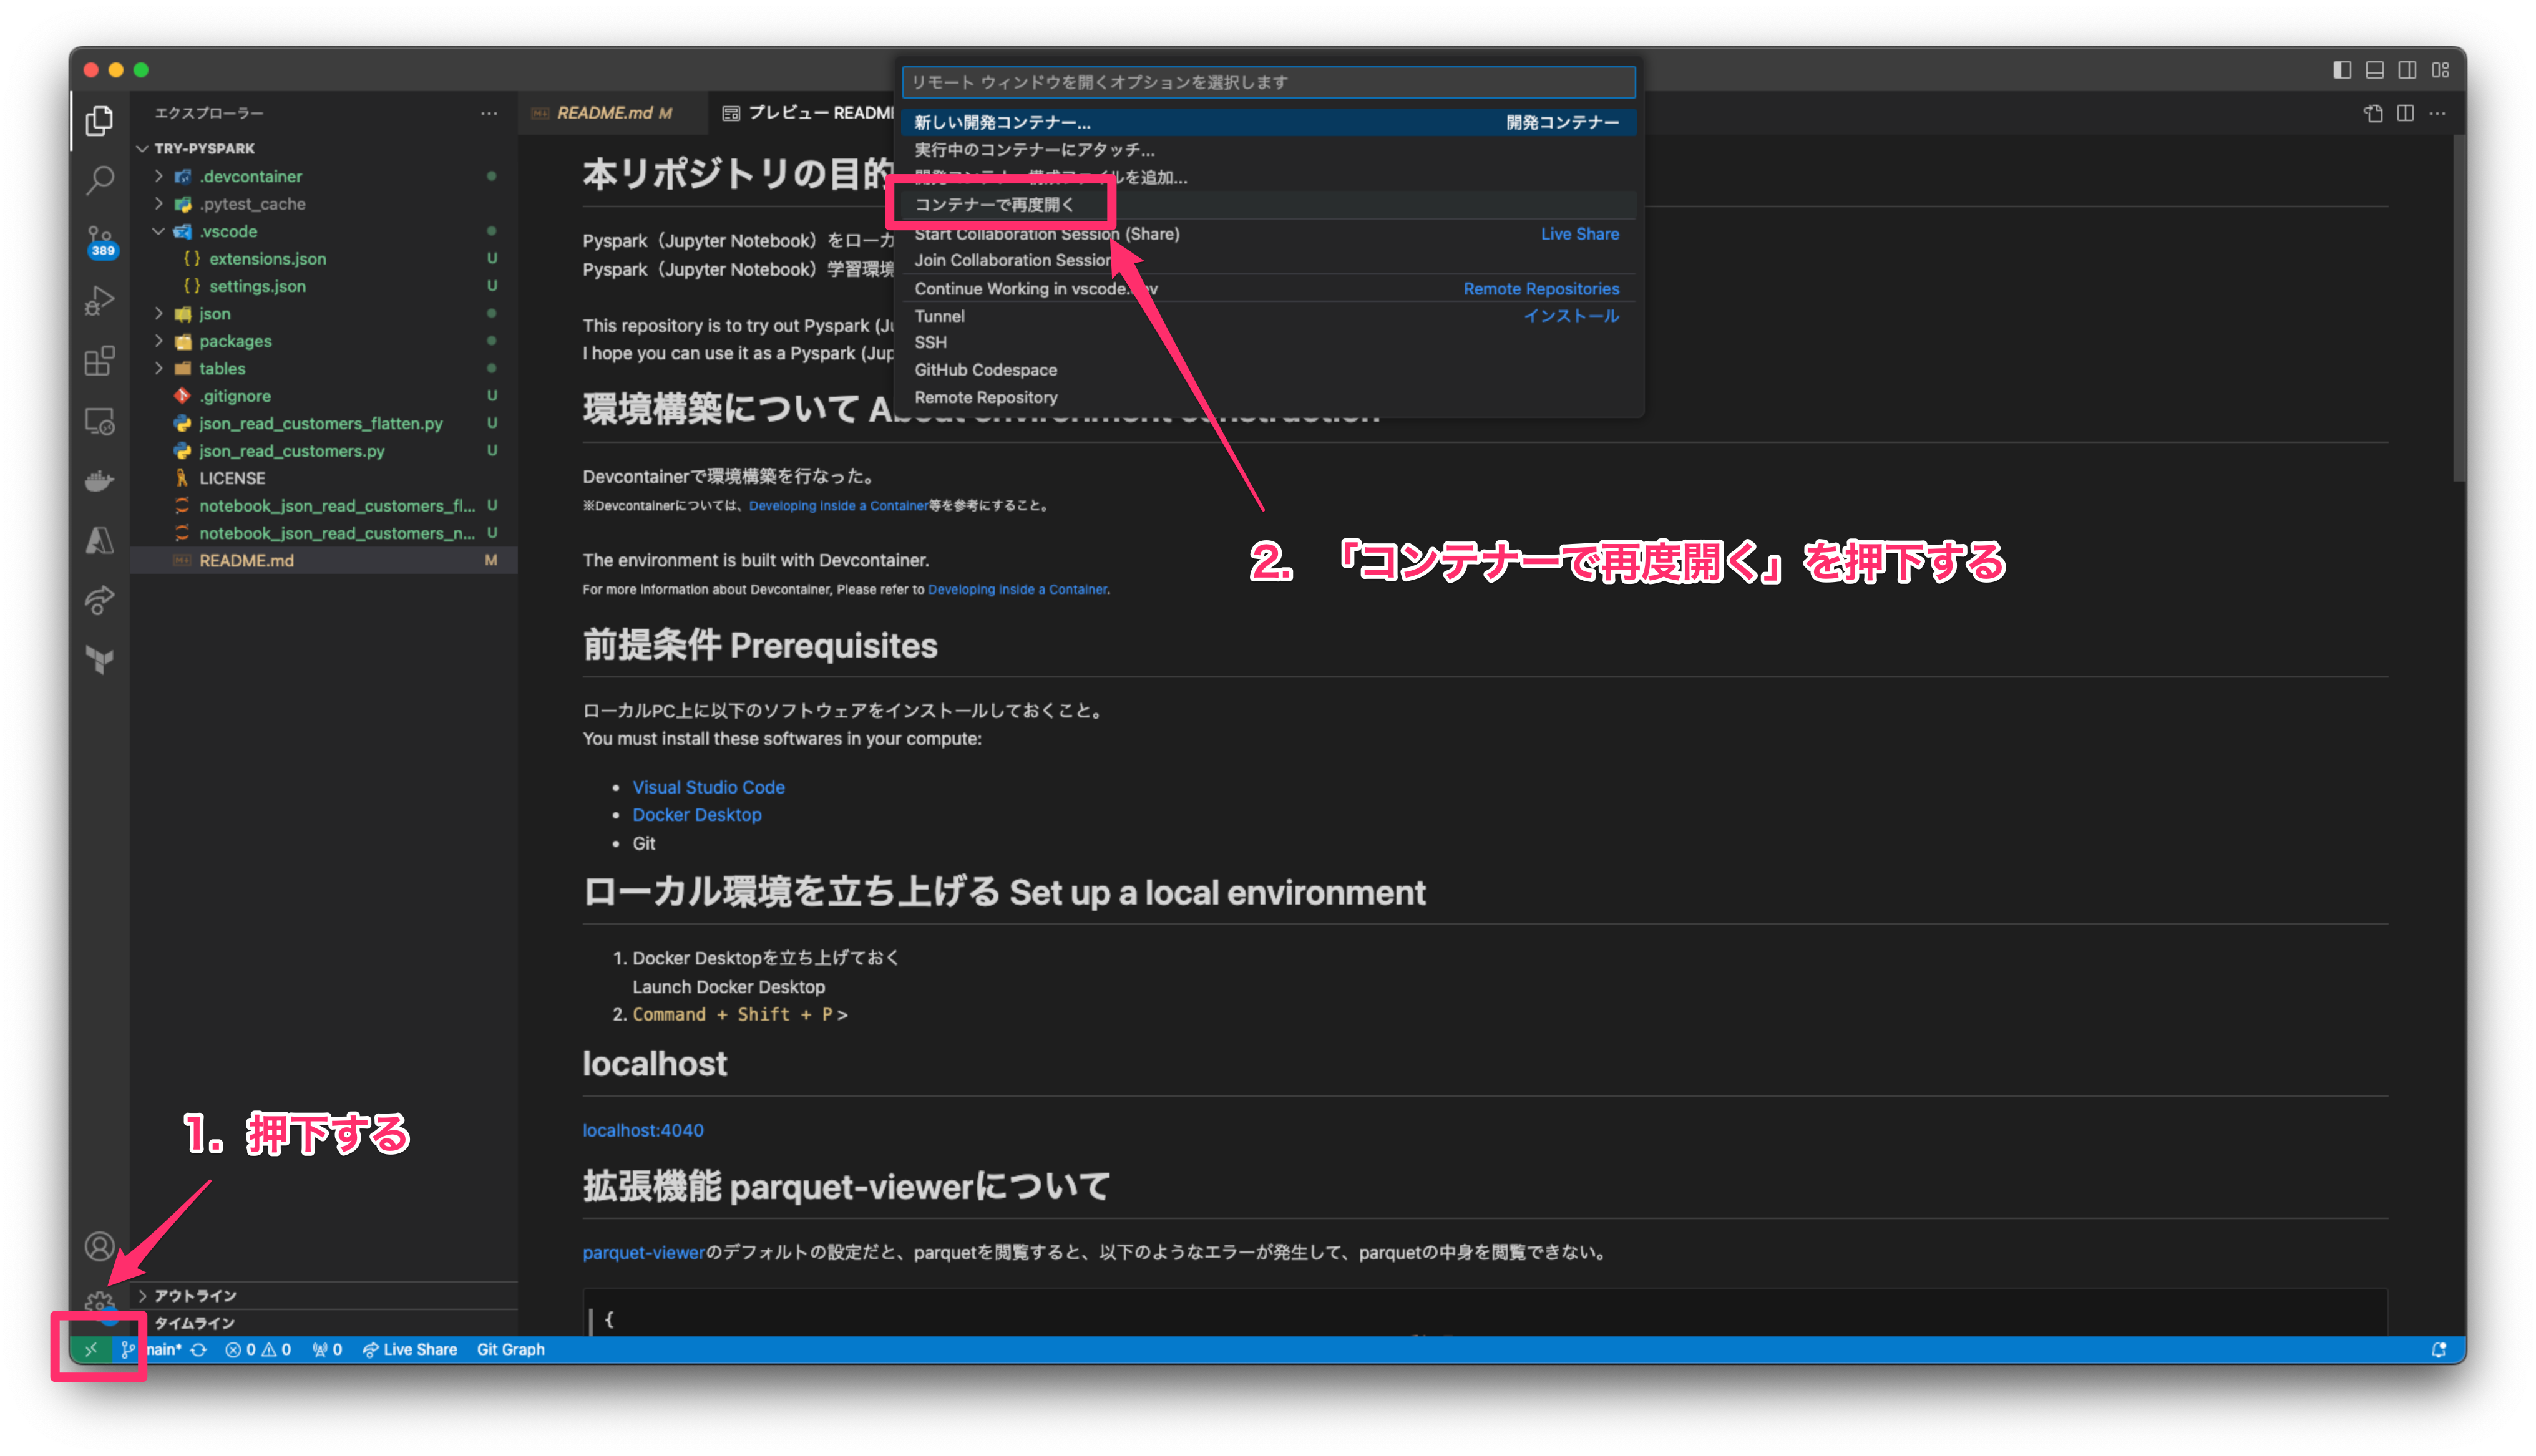 リモート ウィンドウを開くオプションを選択します
新しい開発コンテナー... 開発コンテナー
実行中のコンテナーにアタッチ...
を追加...
コンテナーで再度開く
Start Collaboration Session (Share) Live Share
Join Collaboration Session
Continue Working in vscode. Remote Repositories
Tunnel インストール
SSH
GitHub Codespace
Remote Repository
エクスプローラー
TRY-PYSPARK
.devcontainer
.pytest_cache
.vscode
389
{} extensions.json U
{} settings.json U
json
packages
tables
.gitignore U
json_read_customers_flatten.py U
json_read_customers.py U
LICENSE
notebook_json_read_customers_fl... U
notebook_json_read_customers_n... U
README.md M
アウトライン
タイムライン
README.md M
プレビュー README
本リポジトリの目的
Pyspark（Jupyter Notebook）をローカ
Pyspark（Jupyter Notebook）学習環境
This repository is to try out Pyspark (Ju
I hope you can use it as a Pyspark (Jup
環境構築について About environment construction
Devcontainerで環境構築を行なった。
※Devcontainerについては、Developing inside a Container等を参考にすること。
The environment is built with Devcontainer.
For more information about Devcontainer, Please refer to Developing inside a Container.
前提条件 Prerequisites
ローカルPC上に以下のソフトウェアをインストールしておくこと。
You must install these softwares in your compute:
• Visual Studio Code
• Docker Desktop
• Git
ローカル環境を立ち上げる Set up a local environment
1. Docker Desktopを立ち上げておく
Launch Docker Desktop
2. Command + Shift + P >
localhost
localhost:4040
拡張機能 parquet-viewerについて
parquet-viewerのデフォルトの設定だと、parquetを閲覧すると、以下のようなエラーが発生して、parquetの中身を閲覧できない。
{
2. 「コンテナーで再度開く」を押下する
1. 押下する
main* 0 0 0 Live Share Git Graph